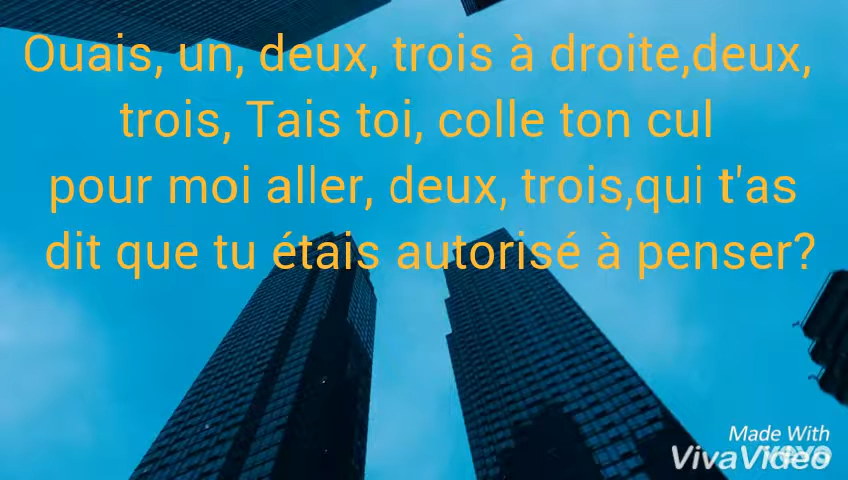 Ouais, un, deux, trois à droite,deux,
trois, Tais toi, colle ton cul
pour moi aller, deux, trois,qui t'as
dit que tu étais autorisé à penser?
Made With
VivaVideo